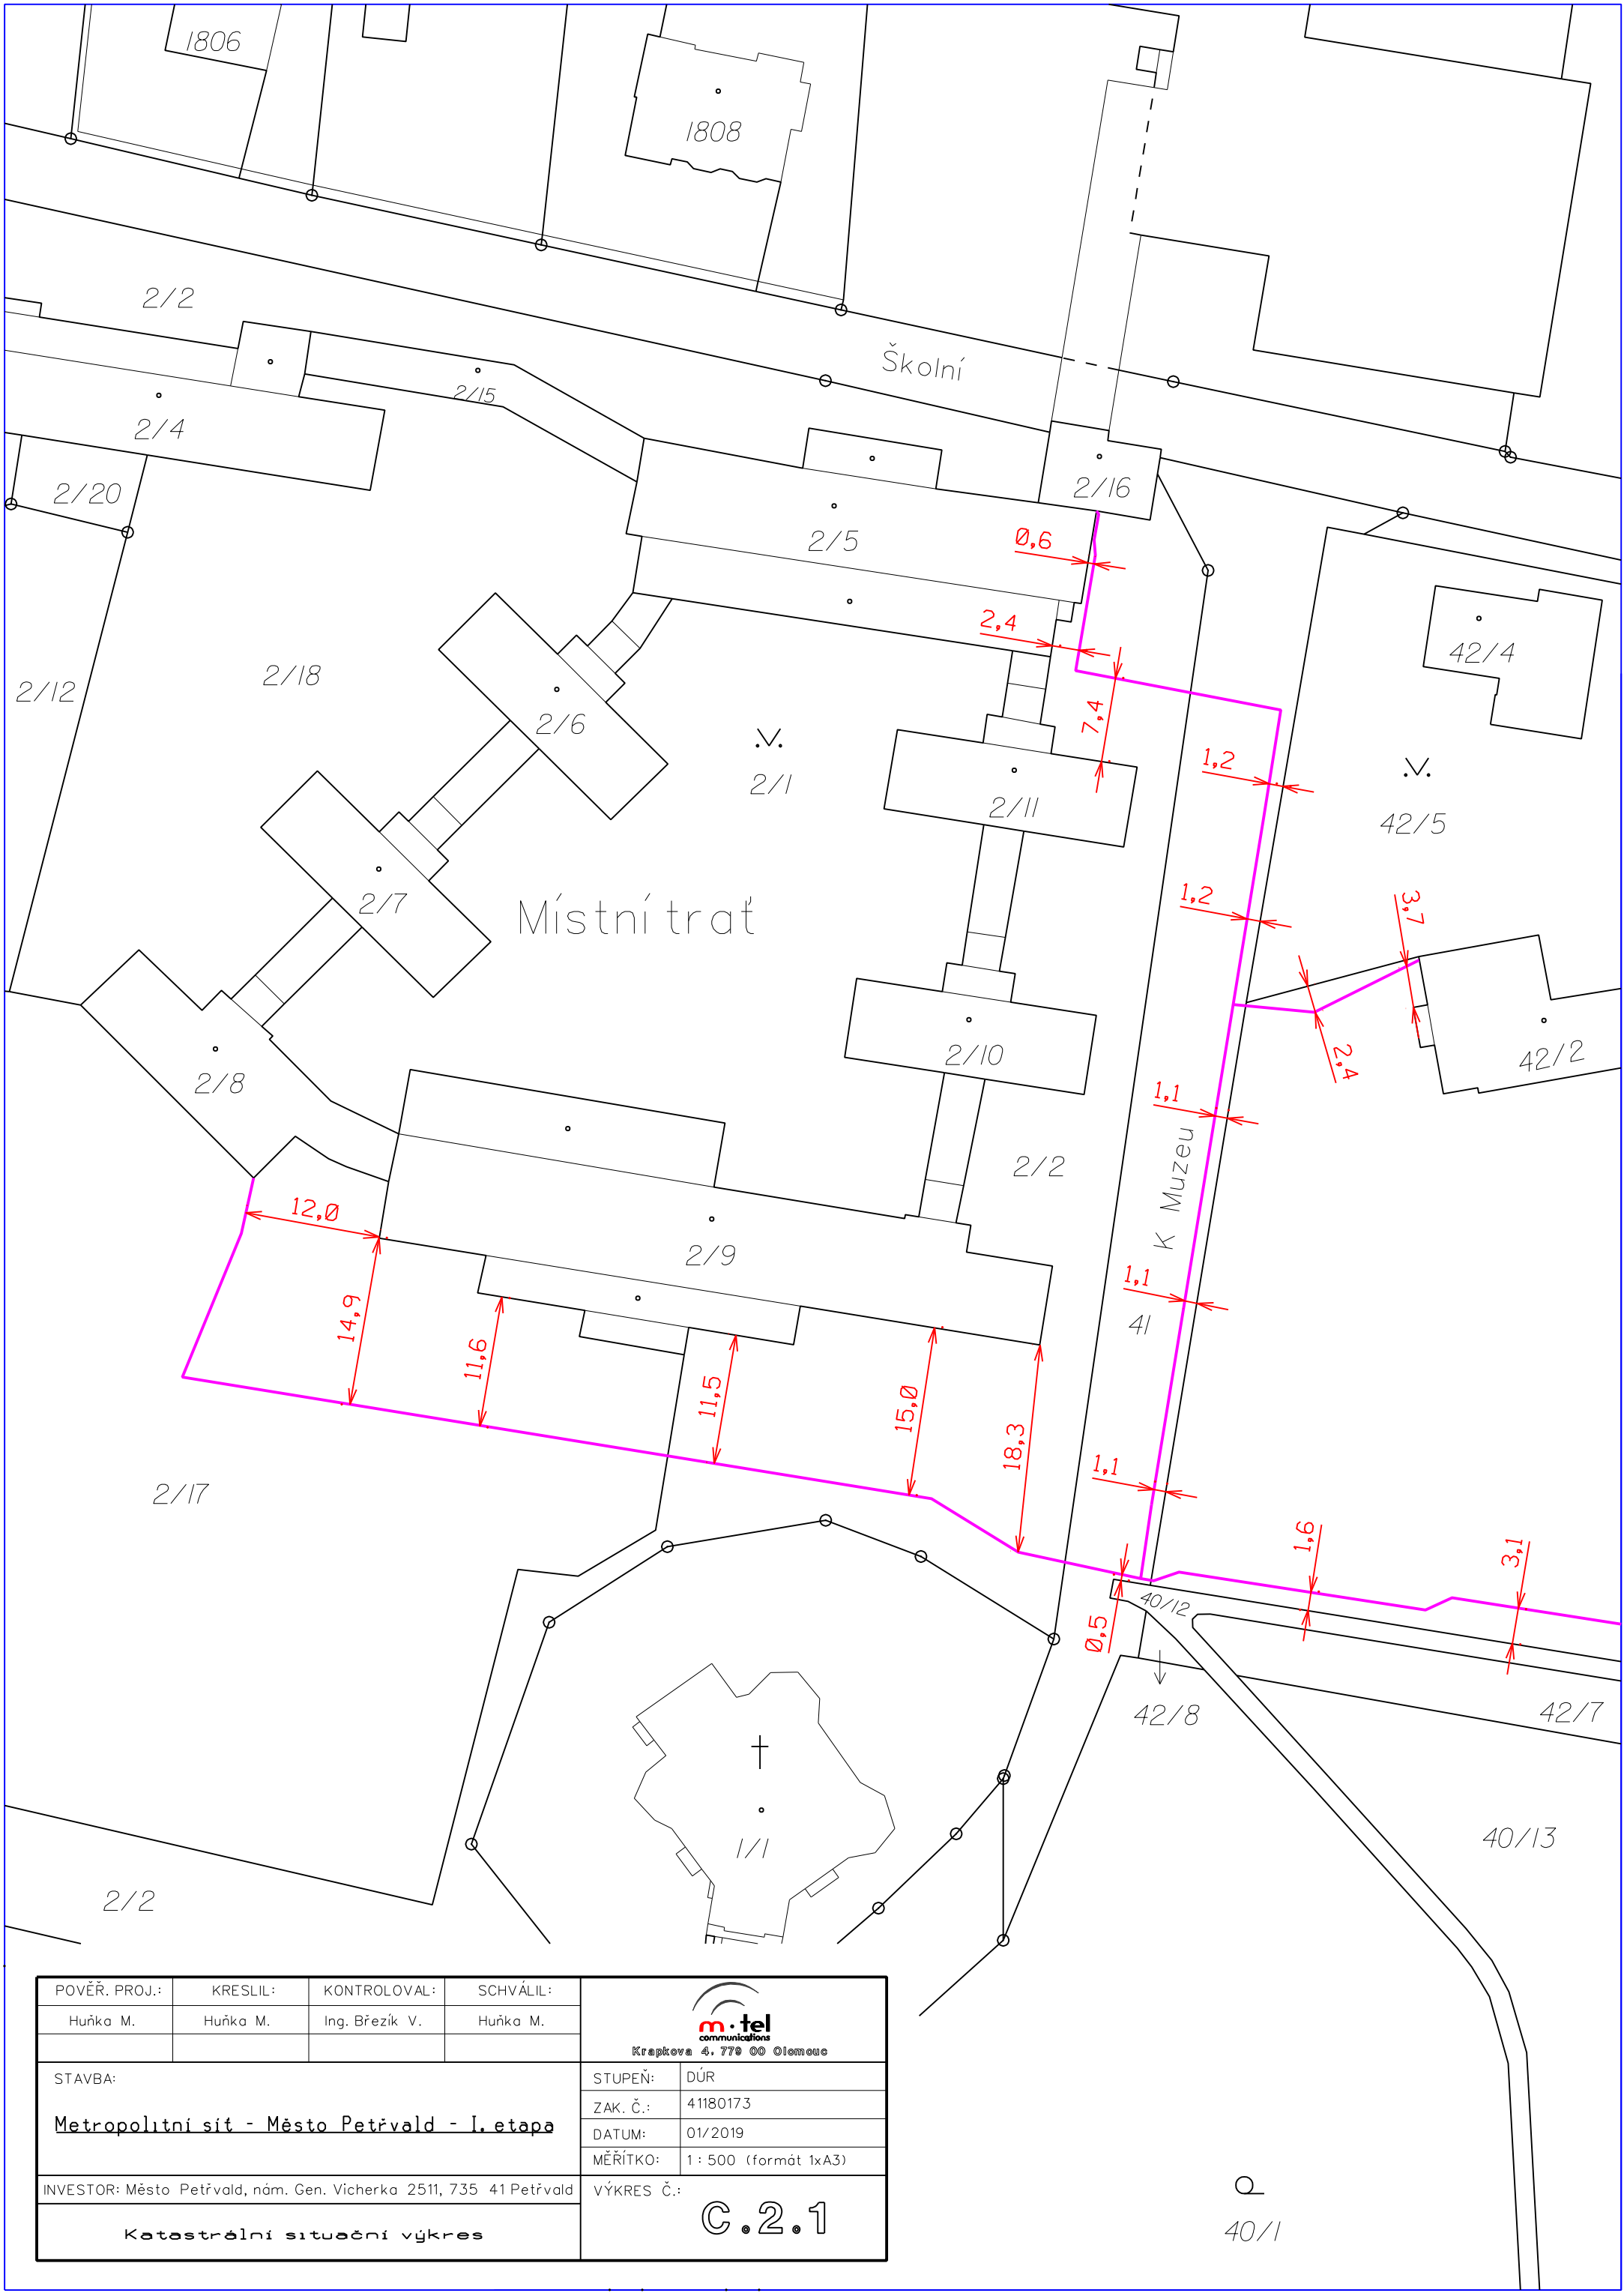 1806
1808
2/2
Školní
2/15
2/4
2/16
2/20
2/5
0,6
2,4
42/4
2/18
2/12
7,4
2/6
1,2
2/1
2/11
42/5
2/7
1,2
3,7
Místní trať
2/10
42/2
2,4
2/8
1,1
K Muzeu
2/2
12,0
2/9
1,1
14,9
41
11,6
11,5
15,0
18,3
1,1
2/17
1,6
3,1
40/12
0,5
42/8
42/7
1/1
40/13
2/2
POVĚŘ. PROJ.: KRESLIL: KONTROLOVAL: SCHVÁLIL:
Huňka M. Huňka M. Ing. Březík V. Huňka M.
m·tel
communications
Krapkova 4, 779 00 Olomouc
STAVBA:
Metropolitní síť - Město Petřvald - I. etapa
STUPEŇ: DÚR
ZAK. Č.: 41180173
DATUM: 01/2019
MĚŘÍTKO: 1 : 500 (formát 1xA3)
INVESTOR: Město Petřvald, nám. Gen. Vicherka 2511, 735 41 Petřvald
VÝKRES Č.:
C.2.1
Katastrální situační výkres
40/1